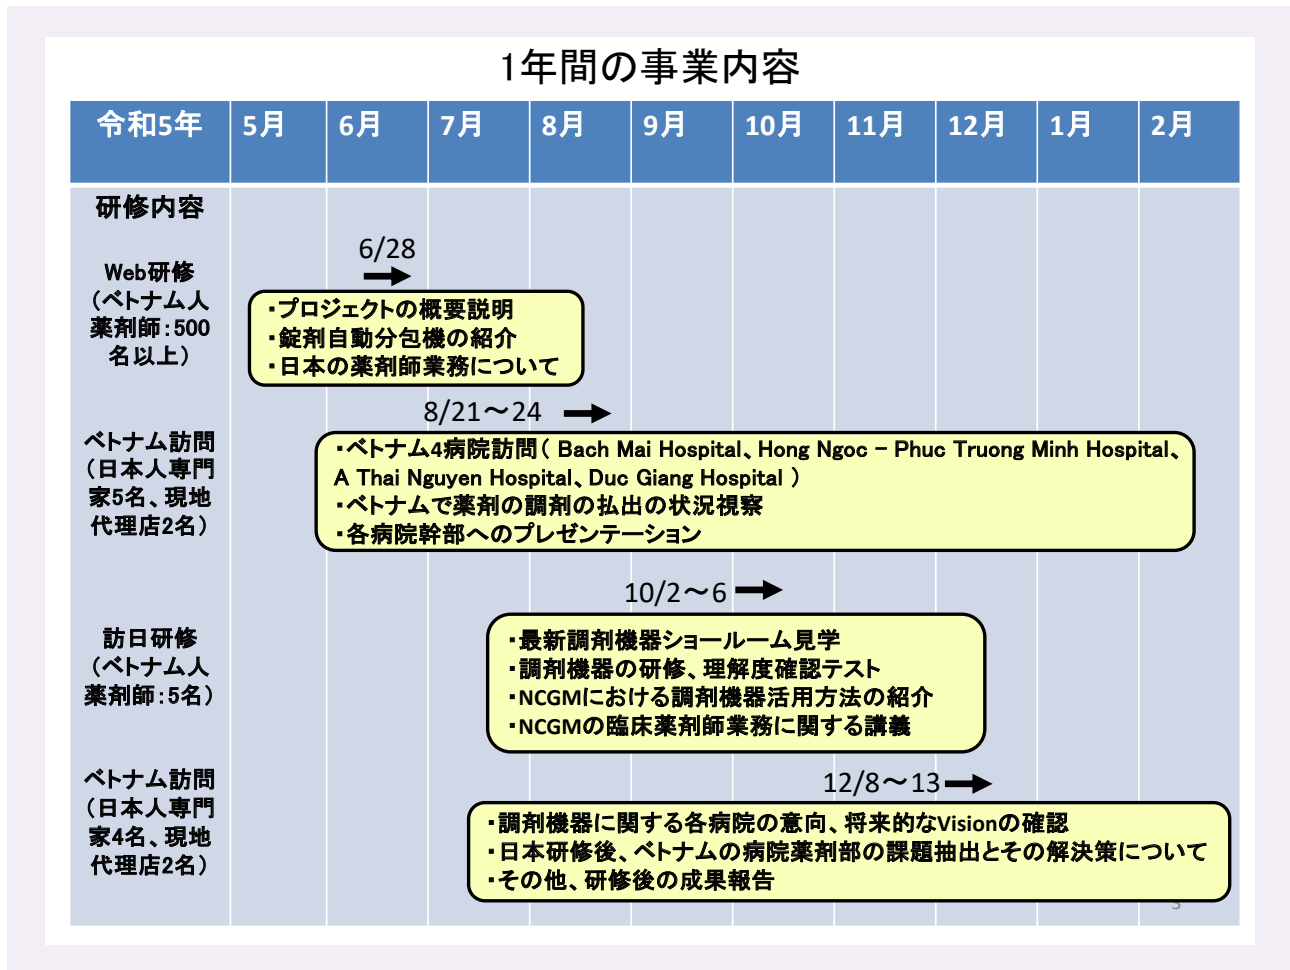 1年間の事業内容
令和5年 5月 6月 7月 8月 9月 10月 11月 12月 1月 2月
研修内容
Web研修
（ベトナム人
薬剤師：500
名以上）
6/28
・プロジェクトの概要説明
・錠剤自動分包機の紹介
・日本の薬剤師業務について
ベトナム訪問
（日本人専門
家5名、現地
代理店2名）
8/21～24
・ベトナム4病院訪問（ Bach Mai Hospital、Hong Ngoc – Phuc Truong Minh Hospital、
A Thai Nguyen Hospital、Duc Giang Hospital ）
・ベトナムで薬剤の調剤の払出の状況視察
・各病院幹部へのプレゼンテーション
訪日研修
（ベトナム人
薬剤師：5名）
10/2～6
・最新調剤機器ショールーム見学
・調剤機器の研修、理解度確認テスト
・NCGMにおける調剤機器活用方法の紹介
・NCGMの臨床薬剤師業務に関する講義
ベトナム訪問
（日本人専門
家4名、現地
代理店2名）
12/8～13
・調剤機器に関する各病院の意向、将来的なVisionの確認
・日本研修後、ベトナムの病院薬剤部の課題抽出とその解決策について
・その他、研修後の成果報告
3